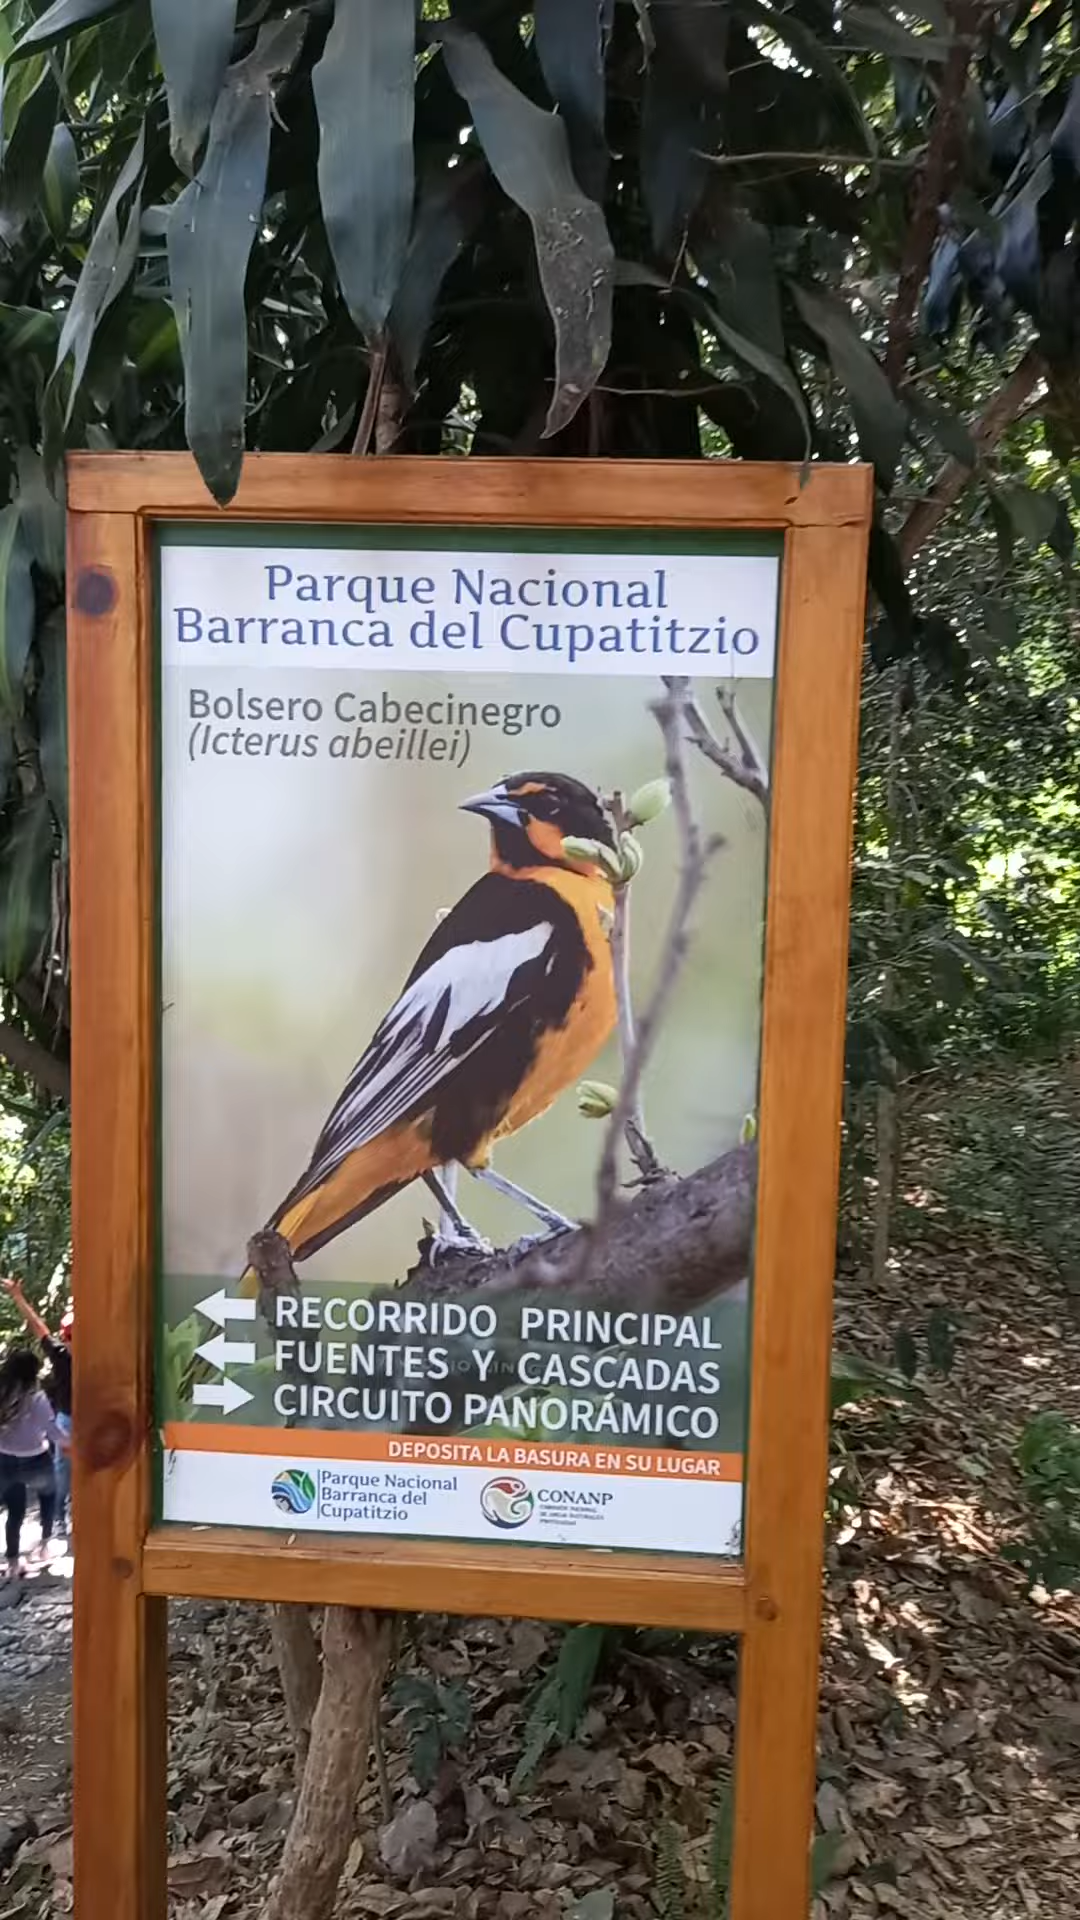 Parque Nacional
Barranca del Cupatitzio
Bolsero Cabecinegro
(Icterus abeillei)
RECORRIDO PRINCIPAL
FUENTES Y CASCADAS
CIRCUITO PANORÁMICO
DEPOSITA LA BASURA EN SU LUGAR
Parque Nacional
Barranca del
Cupatitzio
CONANP